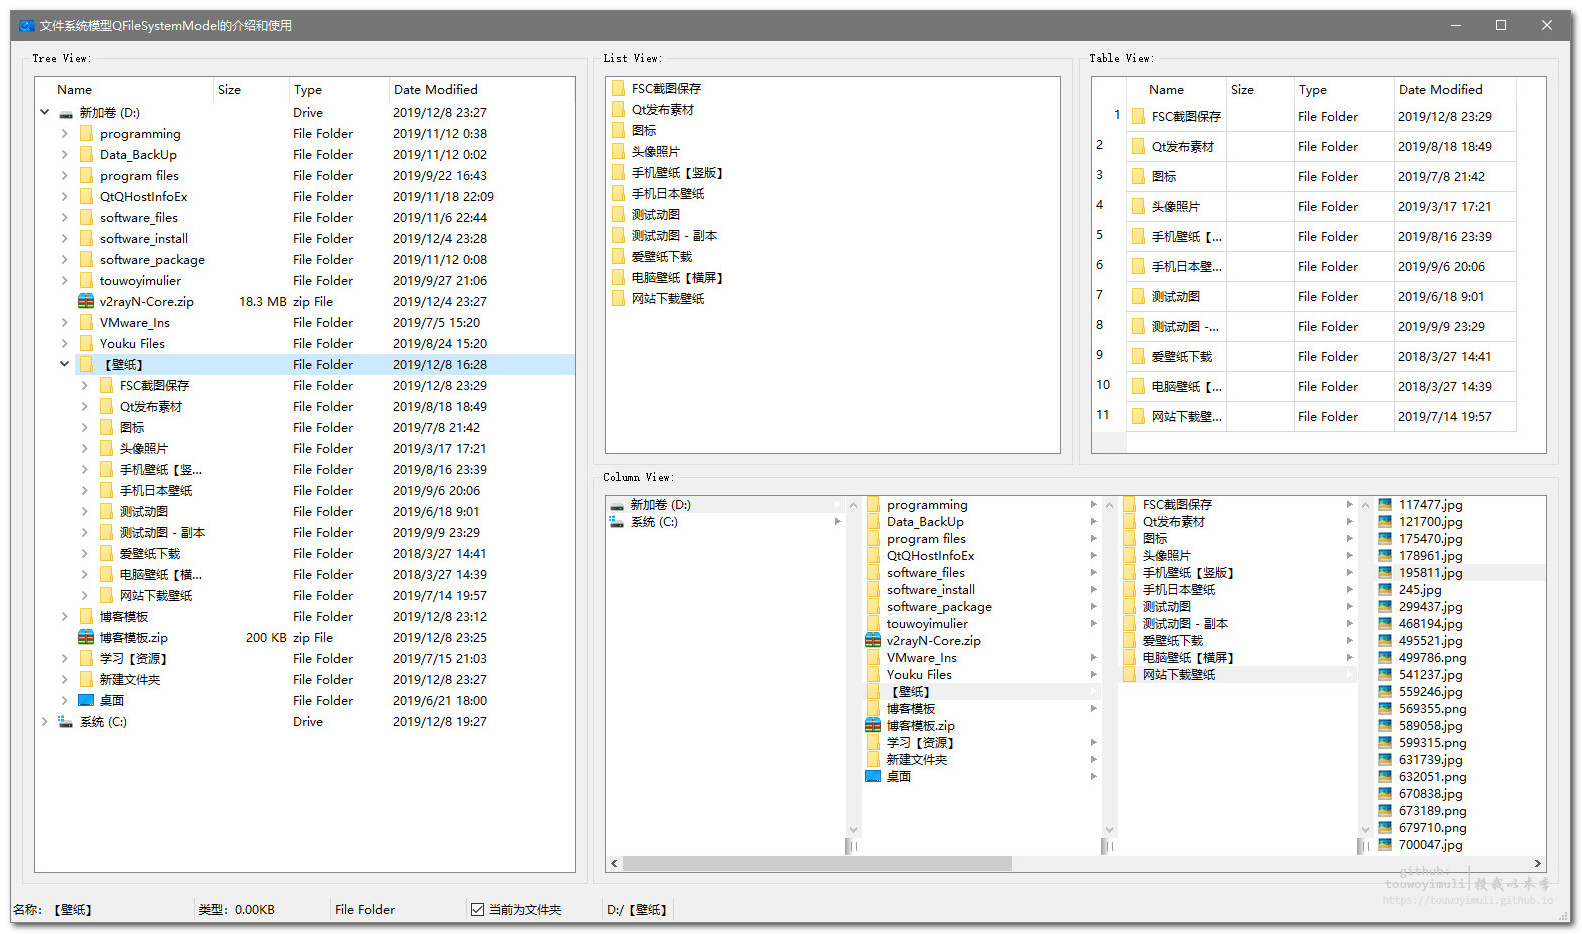 文件系统模型QFileSystemModel的介绍和使用
Tree View:
Name Size Type Date Modified
新加卷 (D:) Drive 2019/12/8 23:27
programming File Folder 2019/11/12 0:38
Data_BackUp File Folder 2019/11/12 0:02
program files File Folder 2019/9/22 16:43
QtQHostInfoEx File Folder 2019/11/18 22:09
software_files File Folder 2019/11/6 22:44
software_install File Folder 2019/12/4 23:28
software_package File Folder 2019/11/12 0:08
touwoyimulier File Folder 2019/9/27 21:06
v2rayN-Core.zip 18.3 MB zip File 2019/12/4 23:27
VMware_Ins File Folder 2019/7/5 15:20
Youku Files File Folder 2019/8/24 15:20
【壁纸】 File Folder 2019/12/8 16:28
FSC截图保存 File Folder 2019/12/8 23:29
Qt发布素材 File Folder 2019/8/18 18:49
图标 File Folder 2019/7/8 21:42
头像照片 File Folder 2019/3/17 17:21
手机壁纸【竖... File Folder 2019/8/16 23:39
手机日本壁纸 File Folder 2019/9/6 20:06
测试动图 File Folder 2019/6/18 9:01
测试动图 - 副本 File Folder 2019/9/9 23:29
爱壁纸下载 File Folder 2018/3/27 14:41
电脑壁纸【横... File Folder 2018/3/27 14:39
网站下载壁纸 File Folder 2019/7/14 19:57
博客模板 File Folder 2019/12/8 23:12
博客模板.zip 200 KB zip File 2019/12/8 23:25
学习【资源】 File Folder 2019/7/15 21:03
新建文件夹 File Folder 2019/12/8 23:27
桌面 File Folder 2019/6/21 18:00
系统 (C:) Drive 2019/12/8 19:27
List View:
FSC截图保存
Qt发布素材
图标
头像照片
手机壁纸【竖版】
手机日本壁纸
测试动图
测试动图 - 副本
爱壁纸下载
电脑壁纸【横屏】
网站下载壁纸
Table View:
Name Size Type Date Modified
1 FSC截图保存 File Folder 2019/12/8 23:29
2 Qt发布素材 File Folder 2019/8/18 18:49
3 图标 File Folder 2019/7/8 21:42
4 头像照片 File Folder 2019/3/17 17:21
5 手机壁纸【... File Folder 2019/8/16 23:39
6 手机日本壁... File Folder 2019/9/6 20:06
7 测试动图 File Folder 2019/6/18 9:01
8 测试动图 -... File Folder 2019/9/9 23:29
9 爱壁纸下载 File Folder 2018/3/27 14:41
10 电脑壁纸【... File Folder 2018/3/27 14:39
11 网站下载壁... File Folder 2019/7/14 19:57
Column View:
新加卷 (D:)
系统 (C:)
programming
Data_BackUp
program files
QtQHostInfoEx
software_files
software_install
software_package
touwoyimulier
v2rayN-Core.zip
VMware_Ins
Youku Files
【壁纸】
博客模板
博客模板.zip
学习【资源】
新建文件夹
桌面
FSC截图保存
Qt发布素材
图标
头像照片
手机壁纸【竖版】
手机日本壁纸
测试动图
测试动图 - 副本
爱壁纸下载
电脑壁纸【横屏】
网站下载壁纸
117477.jpg
121700.jpg
175470.jpg
178961.jpg
195811.jpg
245.jpg
299437.jpg
468194.jpg
495521.jpg
499786.png
541237.jpg
559246.jpg
569355.png
589058.jpg
599315.png
631739.jpg
632051.png
670838.jpg
673189.png
679710.png
700047.jpg
github:
touwoyimuli 投我以木李
https://touwoyimuli.github.io
名称: 【壁纸】 类型: 0.00KB File Folder 当前为文件夹 D:/【壁纸】